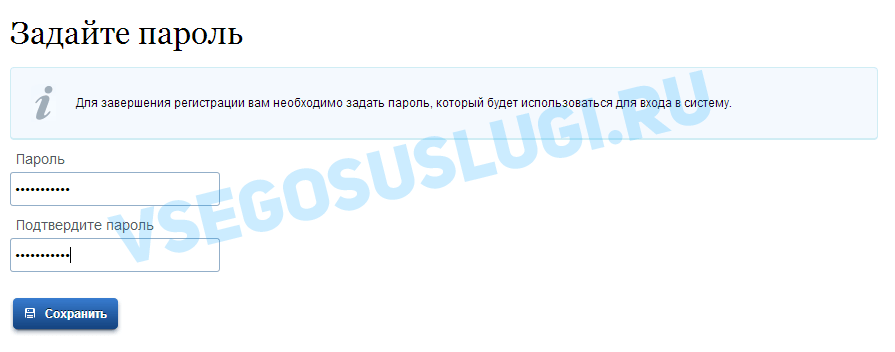 Задайте пароль
Для завершения регистрации вам необходимо задать пароль, который будет использоваться для входа в систему.
VSEGOSUSLUGI.RU
Пароль
•••••••••••
Подтвердите пароль
•••••••••••
Сохранить